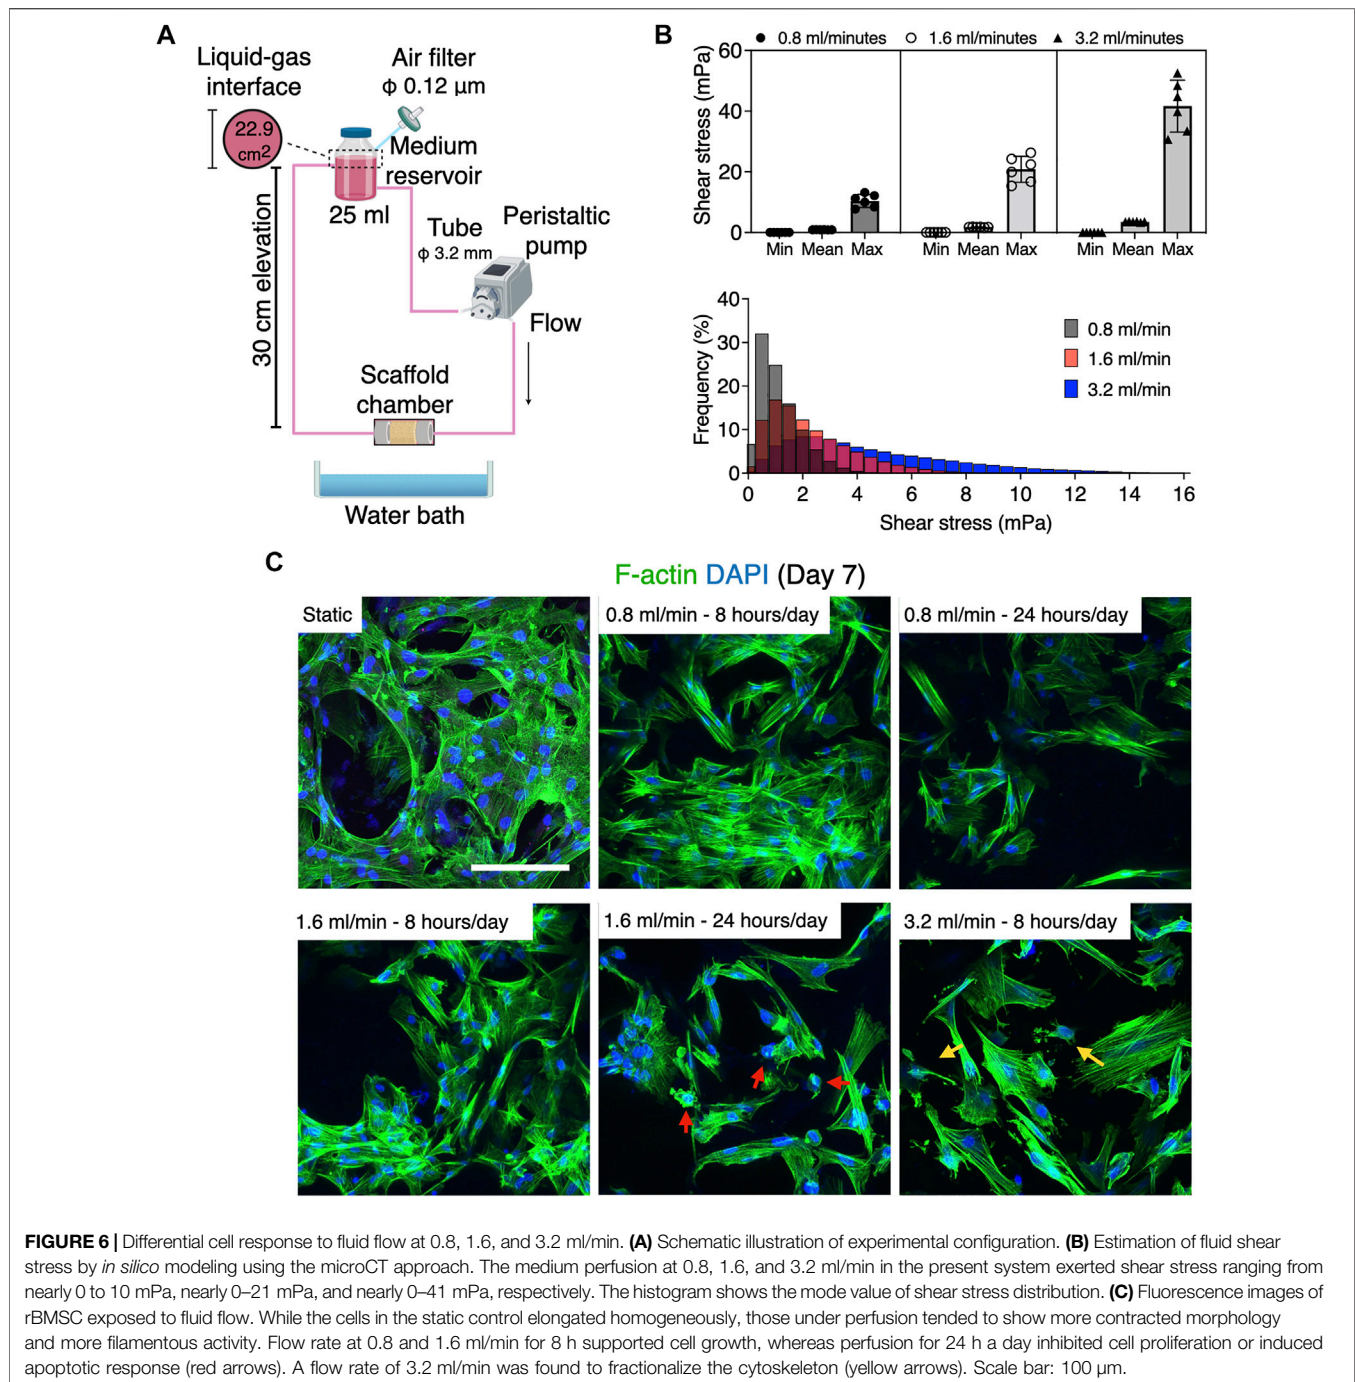 A
Liquid-gas
interface
22.9
cm2
Air filter
Φ 0.12 µm
Medium
reservoir
25 ml
Tube
Φ 3.2 mm
Peristaltic
pump
Flow
30 cm elevation
Scaffold
chamber
Water bath
B
0.8 ml/minutes 1.6 ml/minutes 3.2 ml/minutes
Shear stress (mPa)
60
40
20
0
Min Mean Max Min Mean Max Min Mean Max
Frequency (%)
40
30
20
10
0
0.8 ml/min
1.6 ml/min
3.2 ml/min
0 2 4 6 8 10 12 14 16
Shear stress (mPa)
C
F-actin DAPI (Day 7)
Static
0.8 ml/min - 8 hours/day
0.8 ml/min - 24 hours/day
1.6 ml/min - 8 hours/day
1.6 ml/min - 24 hours/day
3.2 ml/min - 8 hours/day
FIGURE 6 | Differential cell response to fluid flow at 0.8, 1.6, and 3.2 ml/min. (A) Schematic illustration of experimental configuration. (B) Estimation of fluid shear
stress by in silico modeling using the microCT approach. The medium perfusion at 0.8, 1.6, and 3.2 ml/min in the present system exerted shear stress ranging from
nearly 0 to 10 mPa, nearly 0–21 mPa, and nearly 0–41 mPa, respectively. The histogram shows the mode value of shear stress distribution. (C) Fluorescence images of
rBMSC exposed to fluid flow. While the cells in the static control elongated homogeneously, those under perfusion tended to show more contracted morphology
and more filamentous activity. Flow rate at 0.8 and 1.6 ml/min for 8 h supported cell growth, whereas perfusion for 24 h a day inhibited cell proliferation or induced
apoptotic response (red arrows). A flow rate of 3.2 ml/min was found to fractionalize the cytoskeleton (yellow arrows). Scale bar: 100 µm.